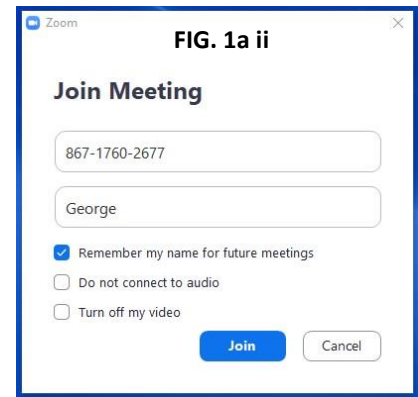 Zoom
FIG. 1a ii
Join Meeting
867-1760-2677
George
Remember my name for future meetings
Do not connect to audio
Turn off my video
Join Cancel